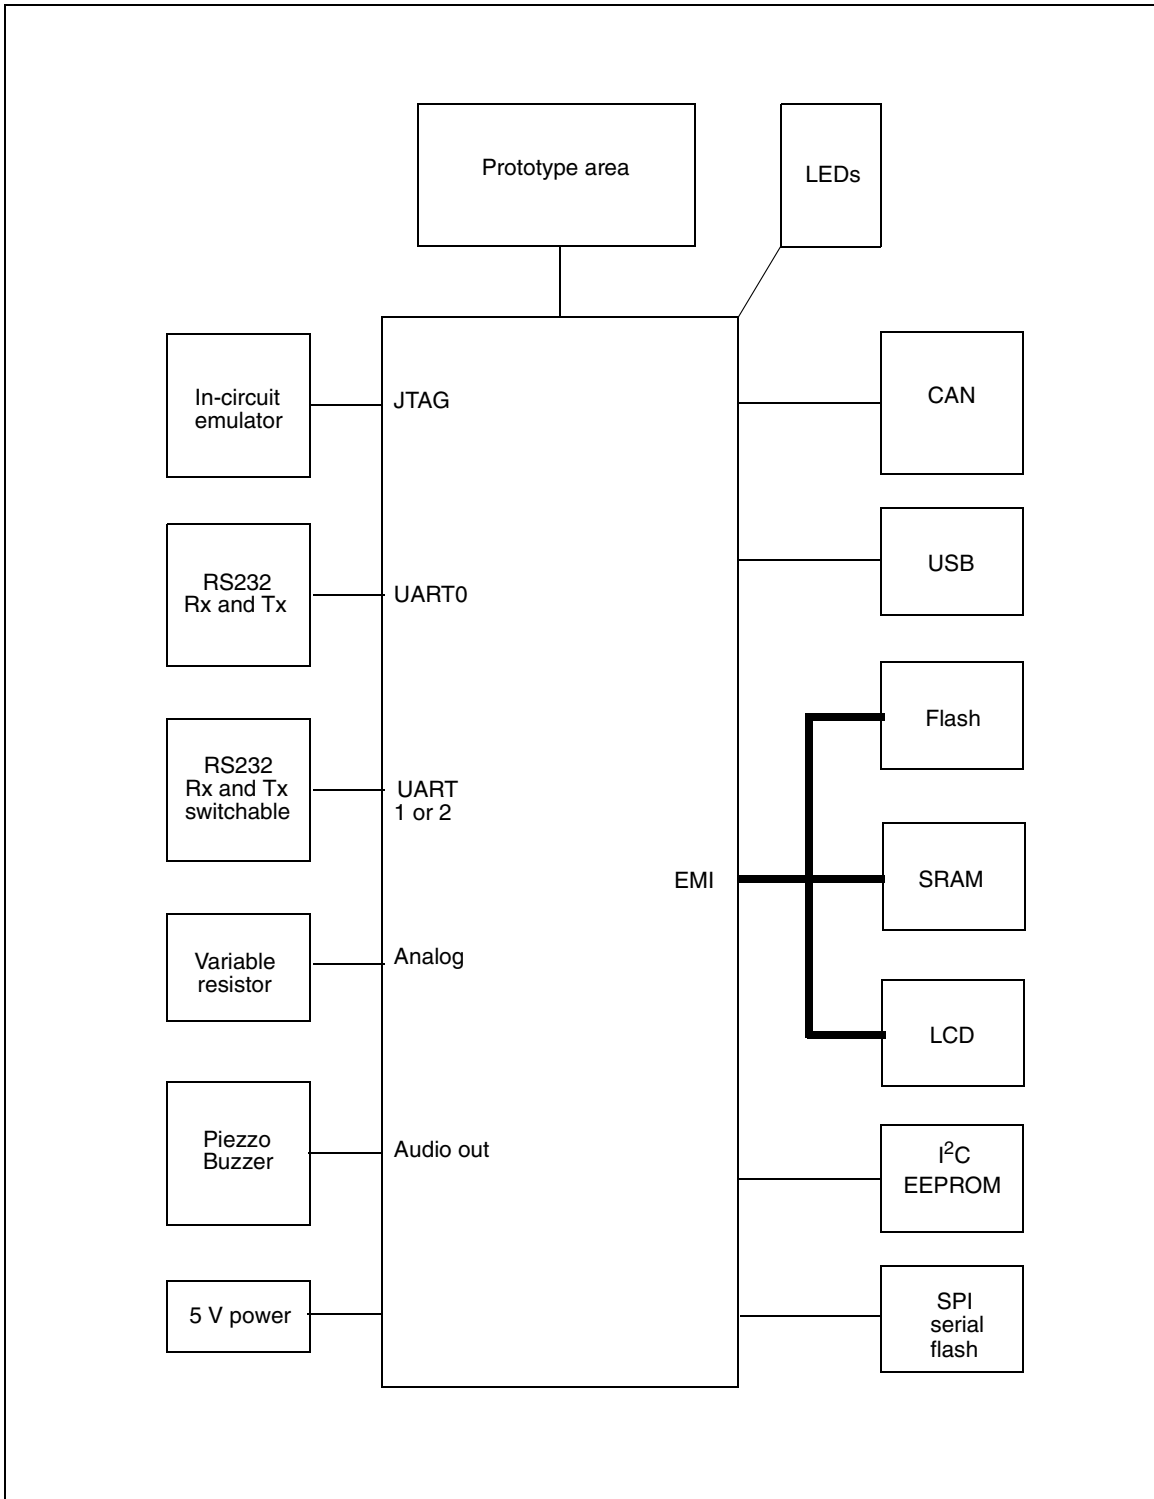 Prototype area
LEDs
In-circuit
emulator
JTAG
CAN
RS232
Rx and Tx
UART0
USB
RS232
Rx and Tx
switchable
UART
1 or 2
Flash
EMI
SRAM
Variable
resistor
Analog
LCD
Piezzo
Buzzer
Audio out
I²C
EEPROM
5 V power
SPI
serial
flash